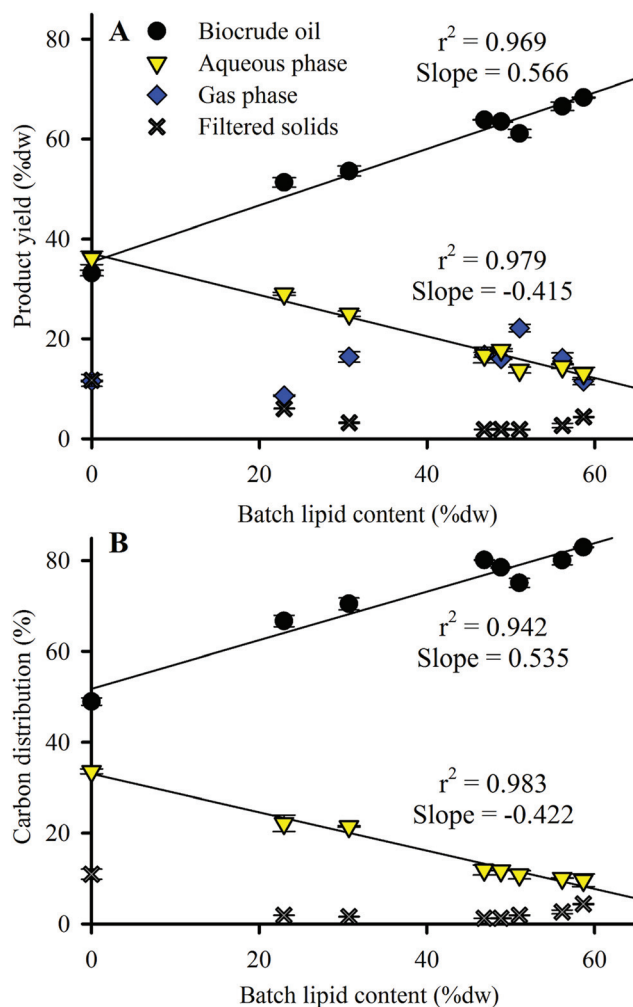 A
Biocrude oil
Aqueous phase
Gas phase
Filtered solids
r² = 0.969
Slope = 0.566
r² = 0.979
Slope = -0.415
Product yield (%dw)
80
60
40
20
0
0 20 40 60
Batch lipid content (%dw)
B
r² = 0.942
Slope = 0.535
r² = 0.983
Slope = -0.422
Carbon distribution (%)
80
60
40
20
0
0 20 40 60
Batch lipid content (%dw)